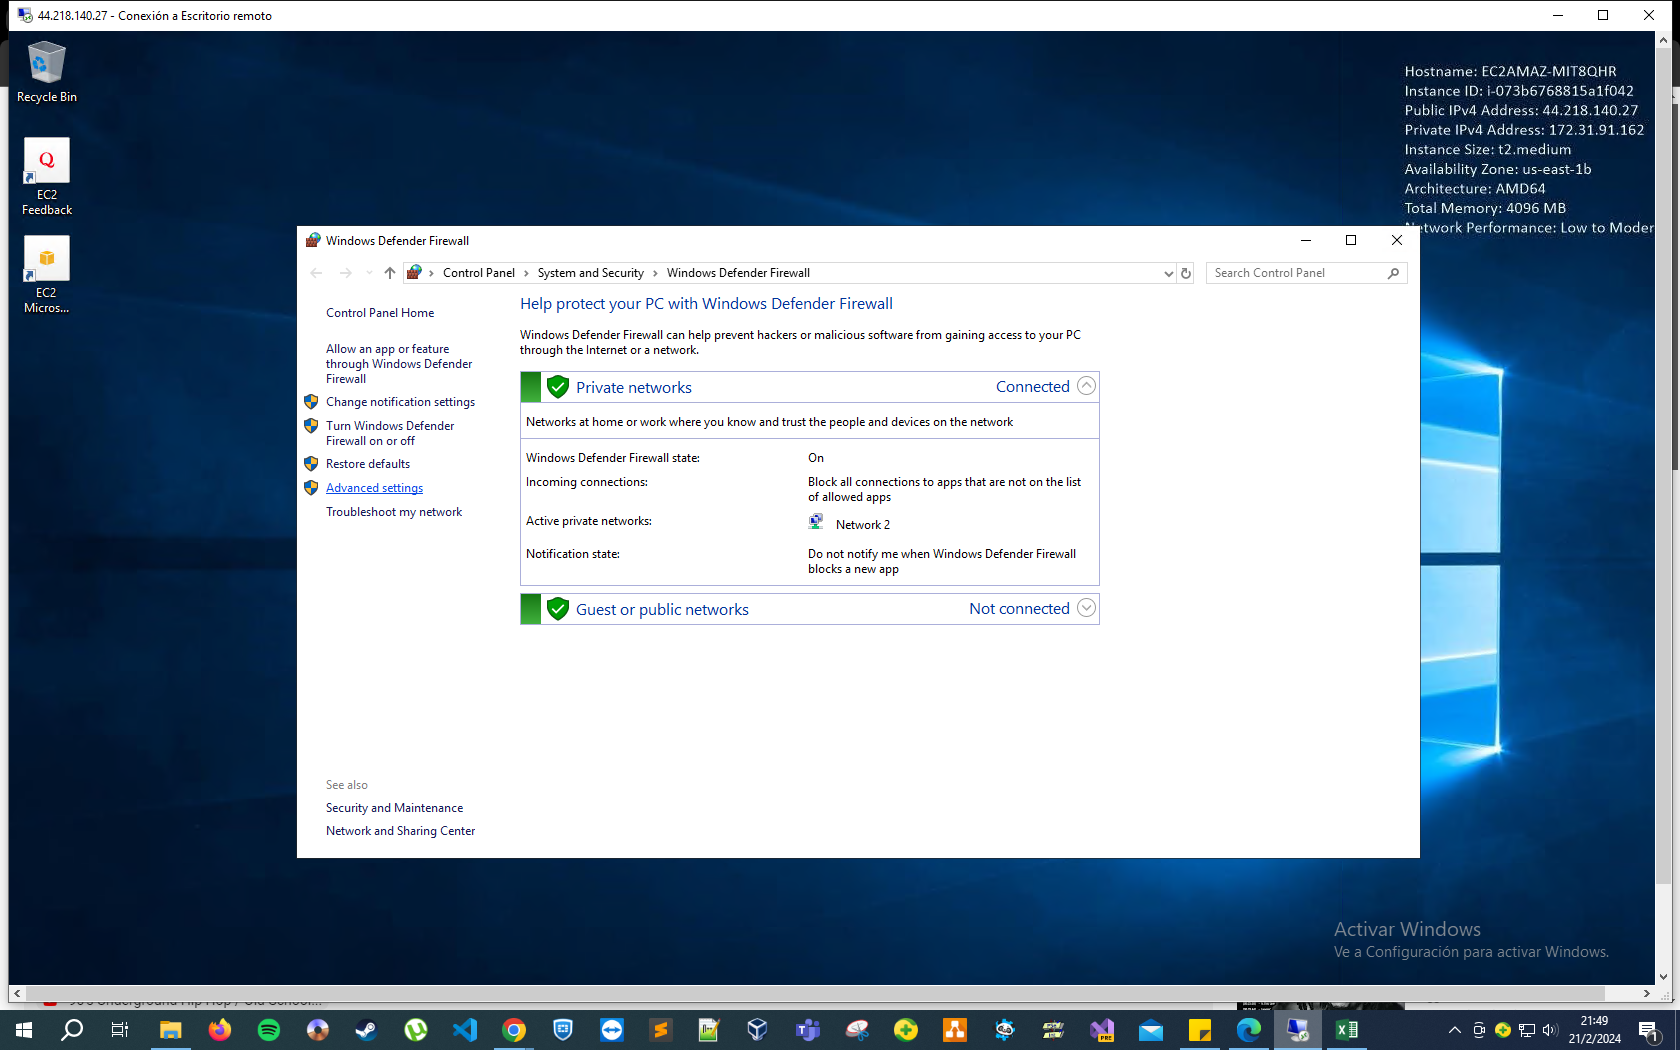 44.218.140.27 - Conexión a Escritorio remoto
Recycle Bin
EC2
Feedback
EC2
Micros...
Hostname: EC2AMAZ-MIT8QHR
Instance ID: i-073b6768815a1f042
Public IPv4 Address: 44.218.140.27
Private IPv4 Address: 172.31.91.162
Instance Size: t2.medium
Availability Zone: us-east-1b
Architecture: AMD64
Total Memory: 4096 MB
Network Performance: Low to Moder
Windows Defender Firewall
Control Panel > System and Security > Windows Defender Firewall
Search Control Panel
Control Panel Home
Allow an app or feature
through Windows Defender
Firewall
Change notification settings
Turn Windows Defender
Firewall on or off
Restore defaults
Advanced settings
Troubleshoot my network
See also
Security and Maintenance
Network and Sharing Center
Help protect your PC with Windows Defender Firewall
Windows Defender Firewall can help prevent hackers or malicious software from gaining access to your PC
through the Internet or a network.
Private networks Connected
Networks at home or work where you know and trust the people and devices on the network
Windows Defender Firewall state: On
Incoming connections: Block all connections to apps that are not on the list
of allowed apps
Active private networks: Network 2
Notification state: Do not notify me when Windows Defender Firewall
blocks a new app
Guest or public networks Not connected
Activar Windows
Ve a Configuración para activar Windows.
21:49
21/2/2024
1